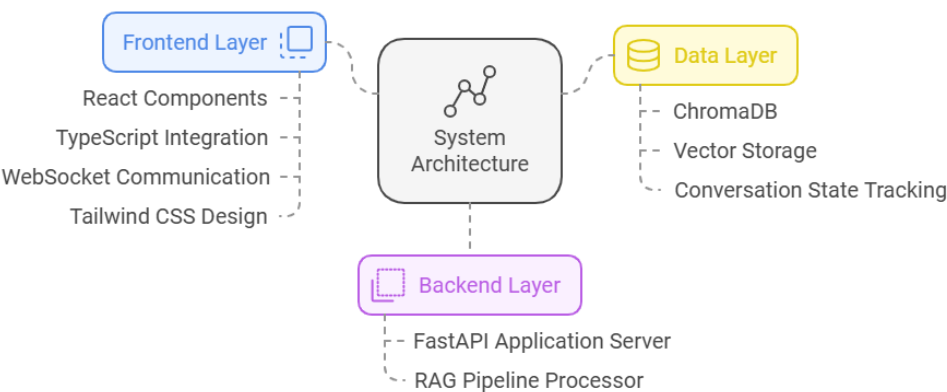 Frontend Layer
React Components
TypeScript Integration
WebSocket Communication
Tailwind CSS Design
System
Architecture
Data Layer
ChromaDB
Vector Storage
Conversation State Tracking
Backend Layer
FastAPI Application Server
RAG Pipeline Processor